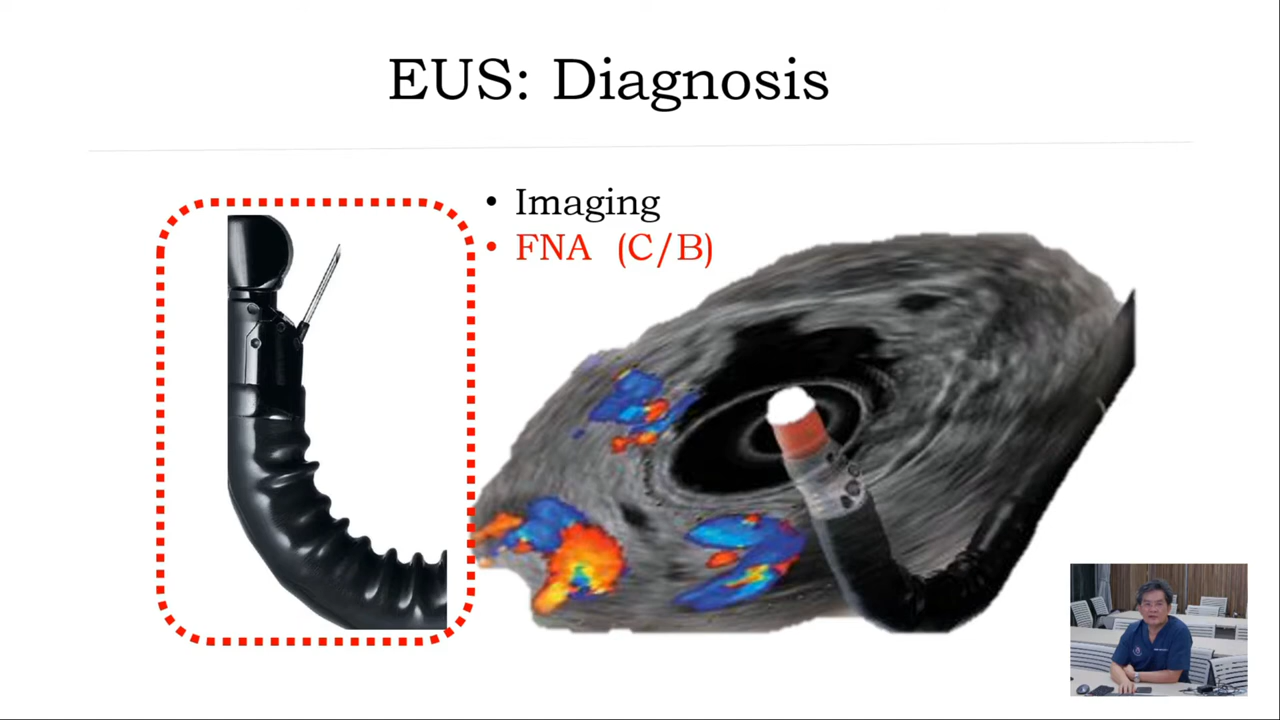 EUS: Diagnosis
• Imaging
• FNA (C/B)